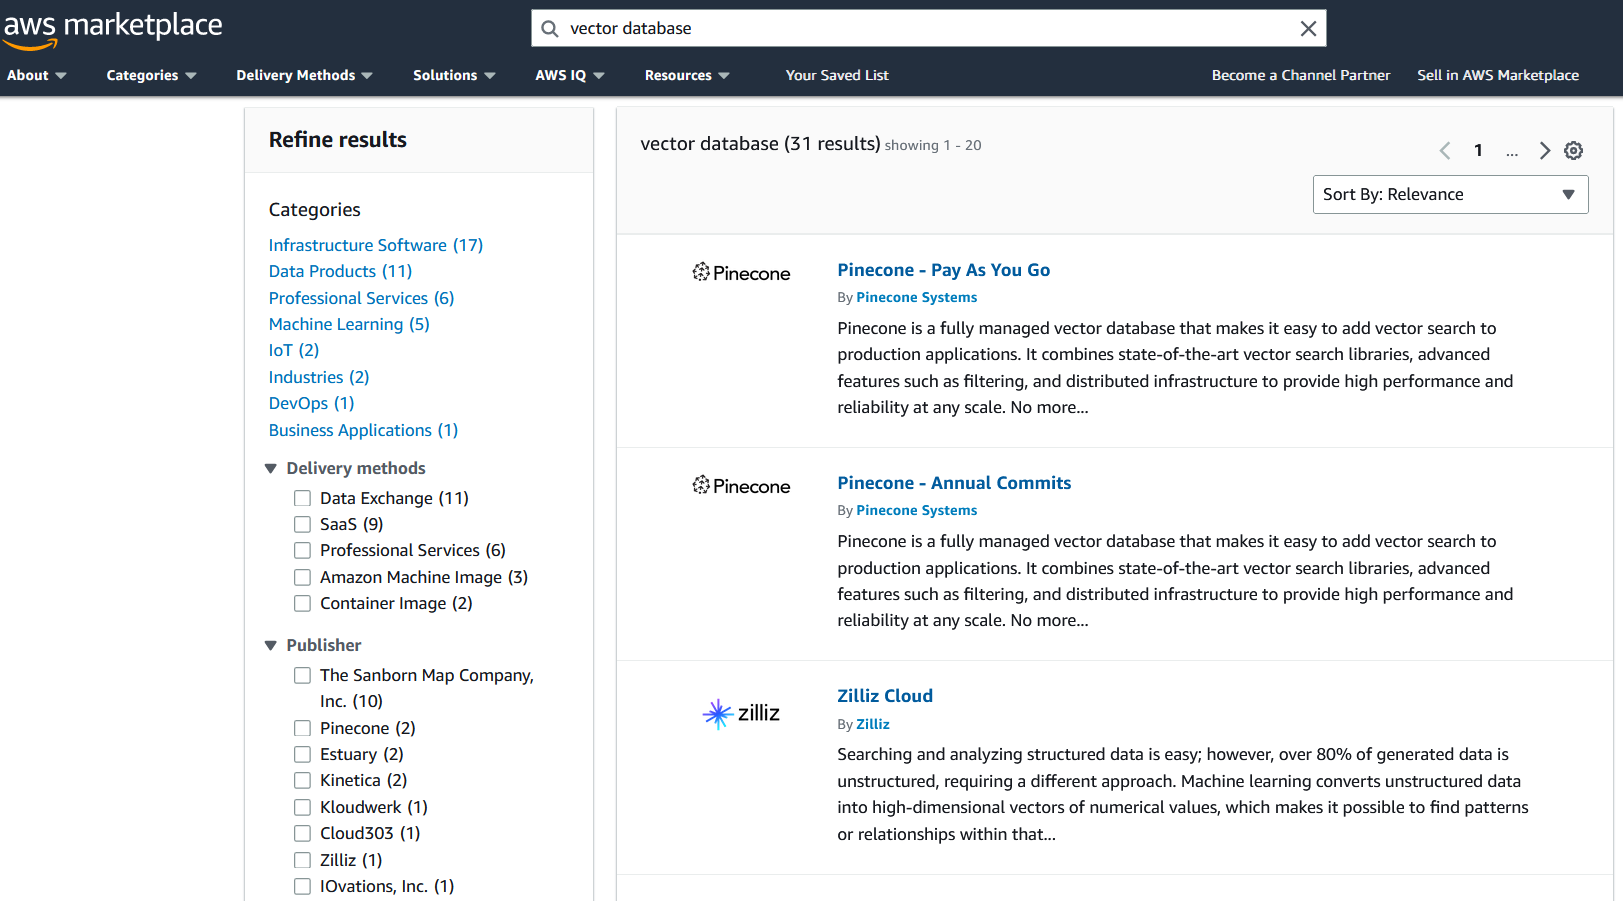 aws marketplace
vector database
About
Categories
Delivery Methods
Solutions
AWS IQ
Resources
Your Saved List
Become a Channel Partner
Sell in AWS Marketplace
Refine results
Categories
Infrastructure Software (17)
Data Products (11)
Professional Services (6)
Machine Learning (5)
IoT (2)
Industries (2)
DevOps (1)
Business Applications (1)
Delivery methods
Data Exchange (11)
SaaS (9)
Professional Services (6)
Amazon Machine Image (3)
Container Image (2)
Publisher
The Sanborn Map Company,
Inc. (10)
Pinecone (2)
Estuary (2)
Kinetica (2)
Kloudwerk (1)
Cloud303 (1)
Zilliz (1)
IOvations, Inc. (1)
vector database (31 results) showing 1 - 20
1 ...
Sort By: Relevance
Pinecone
Pinecone - Pay As You Go
By Pinecone Systems
Pinecone is a fully managed vector database that makes it easy to add vector search to
production applications. It combines state-of-the-art vector search libraries, advanced
features such as filtering, and distributed infrastructure to provide high performance and
reliability at any scale. No more...
Pinecone
Pinecone - Annual Commits
By Pinecone Systems
Pinecone is a fully managed vector database that makes it easy to add vector search to
production applications. It combines state-of-the-art vector search libraries, advanced
features such as filtering, and distributed infrastructure to provide high performance and
reliability at any scale. No more...
zilliz
Zilliz Cloud
By Zilliz
Searching and analyzing structured data is easy; however, over 80% of generated data is
unstructured, requiring a different approach. Machine learning converts unstructured data
into high-dimensional vectors of numerical values, which makes it possible to find patterns
or relationships within that...